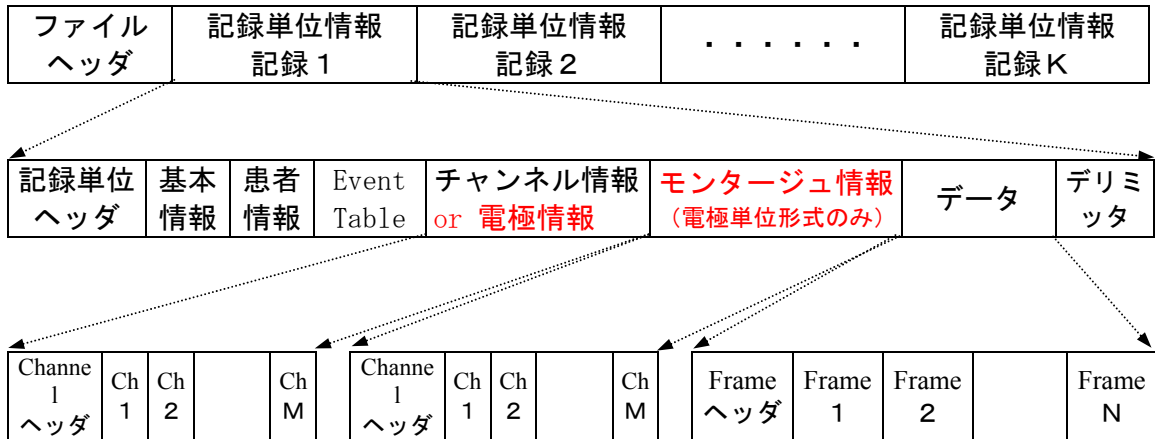 ファイル
ヘッダ
記録単位情報
記録１
記録単位情報
記録２
・・・・・・
記録単位情報
記録Ｋ
記録単位
ヘッダ
基本
情報
患者
情報
Event
Table
チャンネル情報
or 電極情報
モンタージュ情報
（電極単位形式のみ）
データ
デリミ
ッタ
Channe
l
ヘッダ
Ch
１
Ch
２
Ch
Ｍ
Channe
l
ヘッダ
Ch
１
Ch
２
Ch
Ｍ
Frame
ヘッダ
Frame
１
Frame
２
Frame
Ｎ